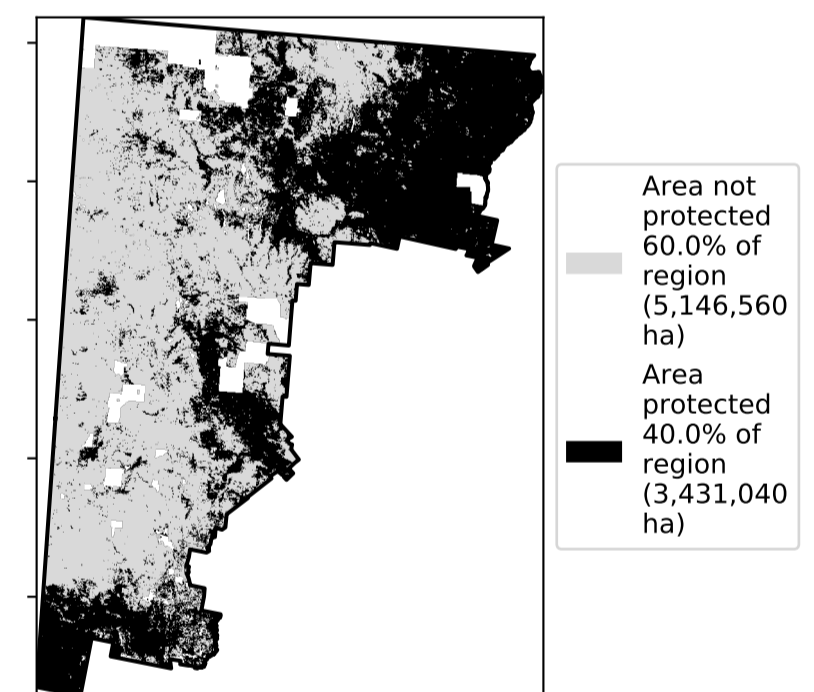 Area not
protected
60.0% of
region
(5,146,560
ha)
Area
protected
40.0% of
region
(3,431,040
ha)